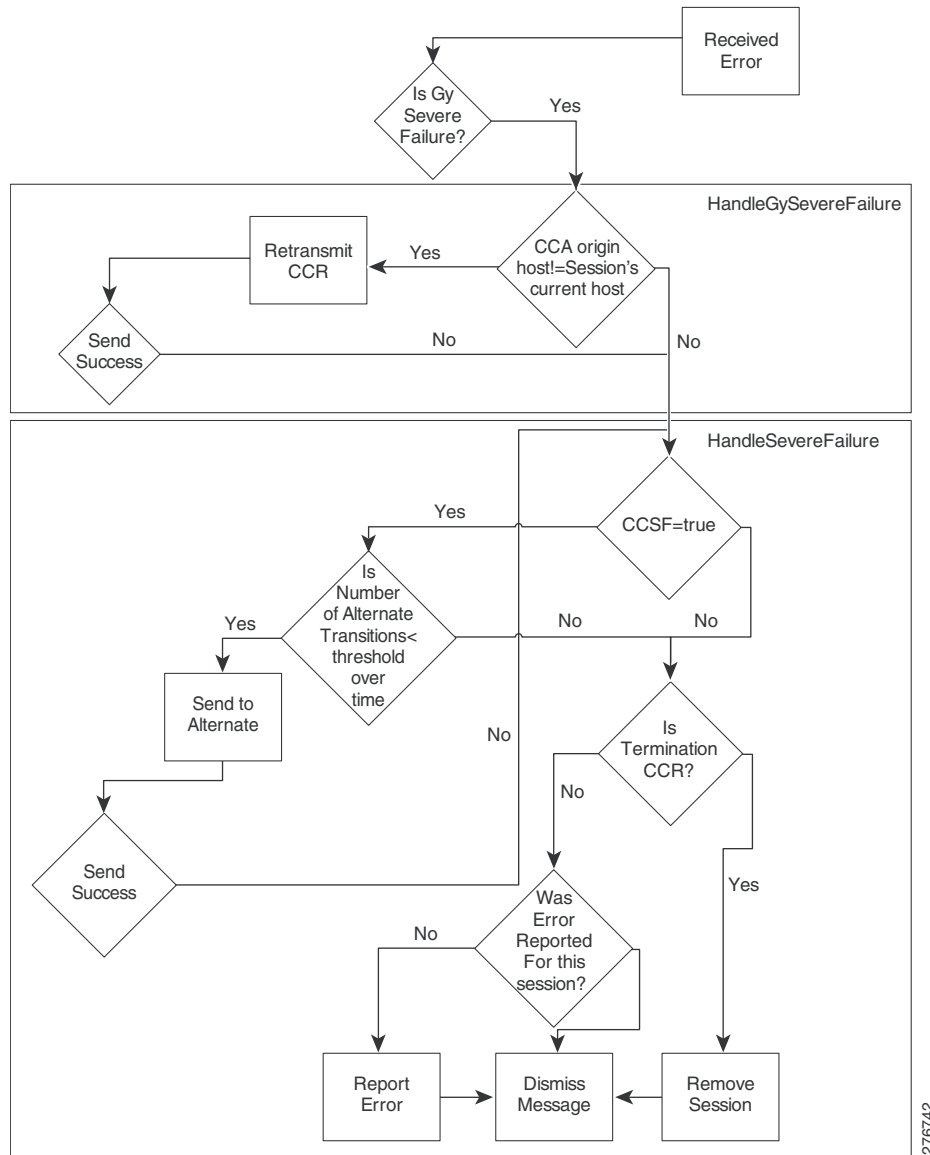 Received
Error
Is Gy
Severe
Failure?
Yes
HandleGySevereFailure
CCA origin
host!=Session's
current host
Yes
Retransmit
CCR
Send
Success
No
No
HandleSevereFailure
CCSF=true
Yes
Is
Number
of Alternate
Transitions<
threshold
over
time
Yes
No
No
Send to
Alternate
No
Is
Termination
CCR?
No
Yes
Send
Success
Was
Error
Reported
For this
session?
No
Report
Error
Dismiss
Message
Remove
Session
276742